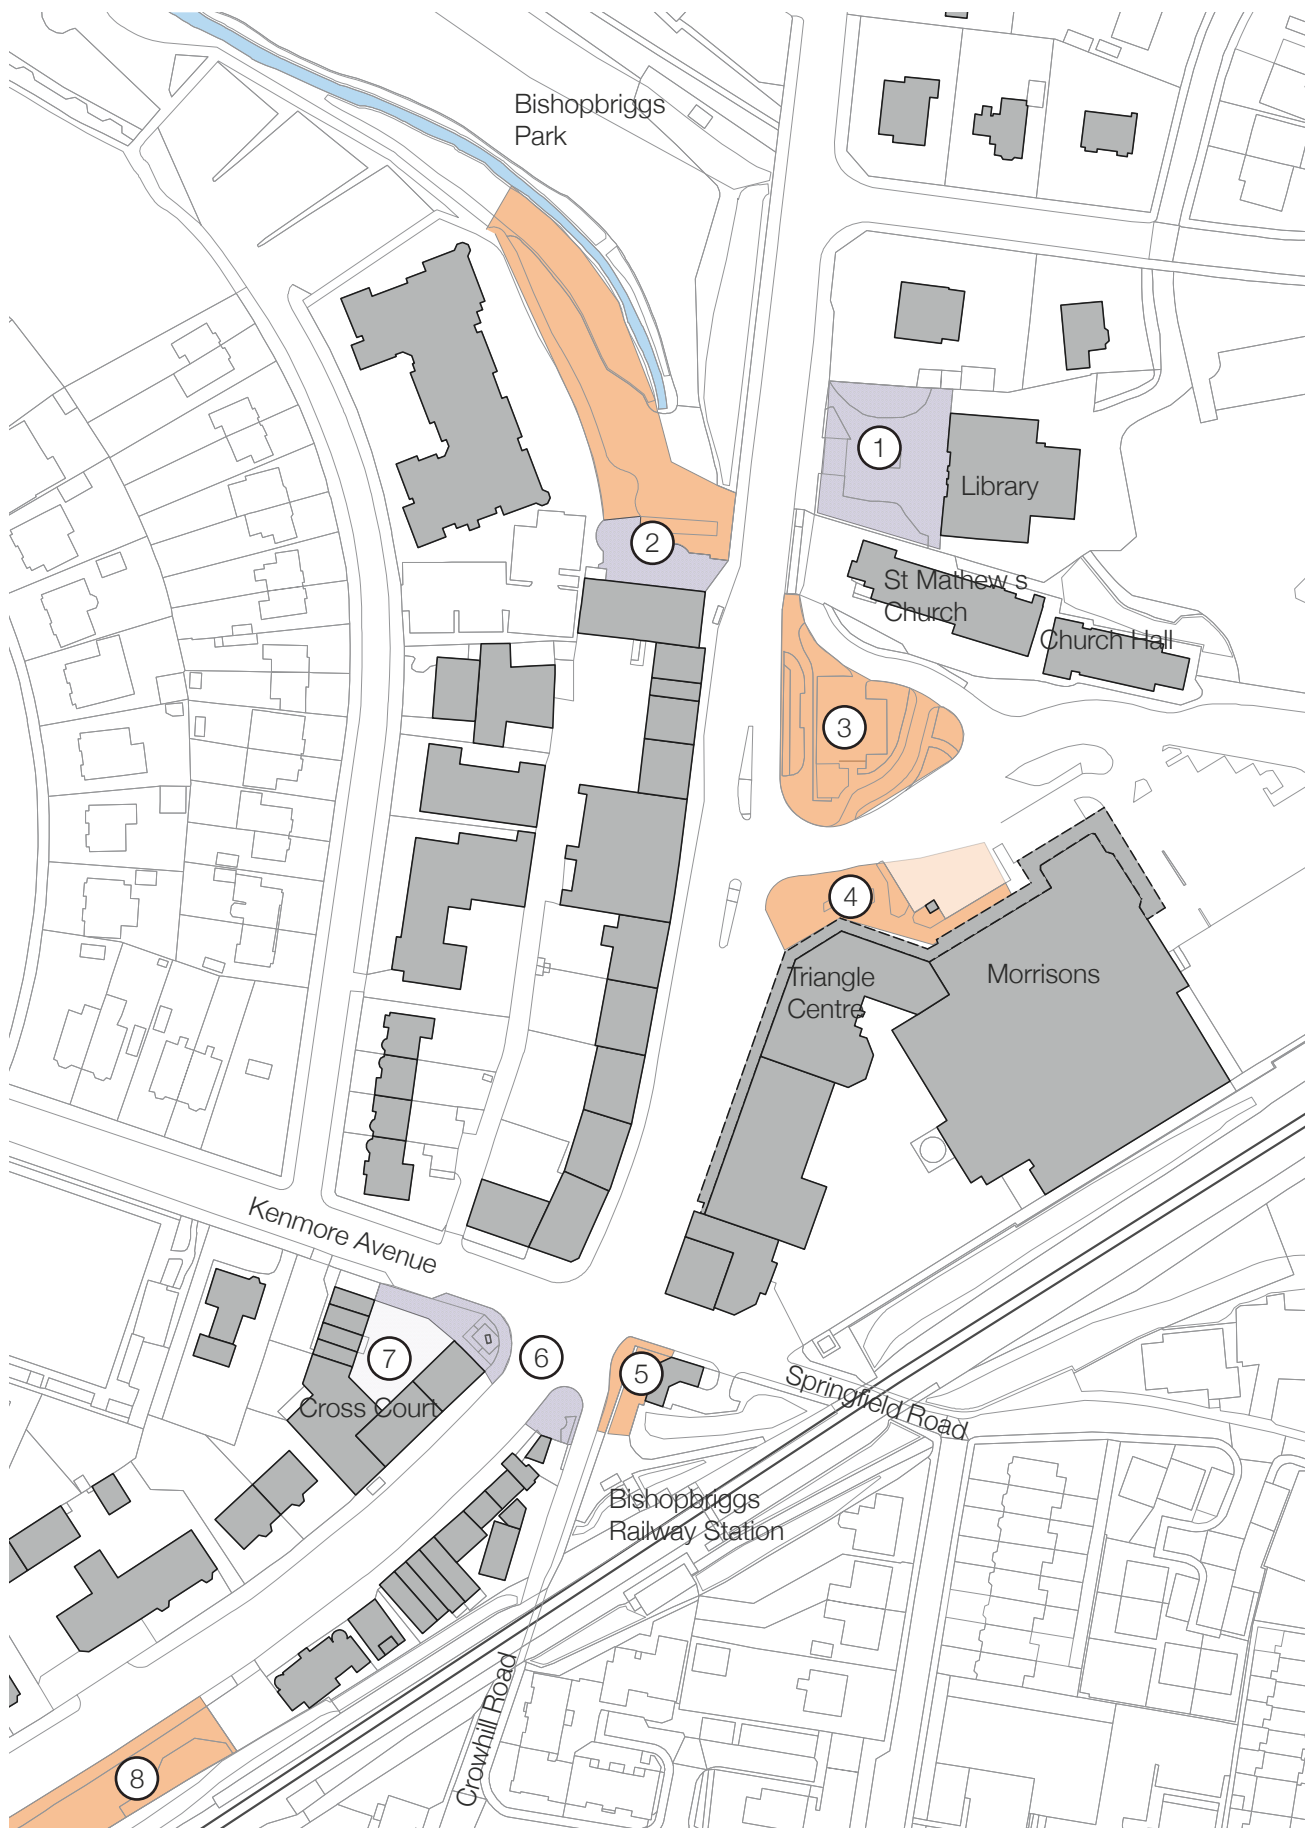 Bishopbriggs
Park
1
Library
2
St Mathew s
Church
Church Hall
3
4
Triangle
Centre
Morrisons
Kenmore Avenue
7
6
5
Cross Court
Springfield Road
Bishopbriggs
Railway Station
Crowhill Road
8